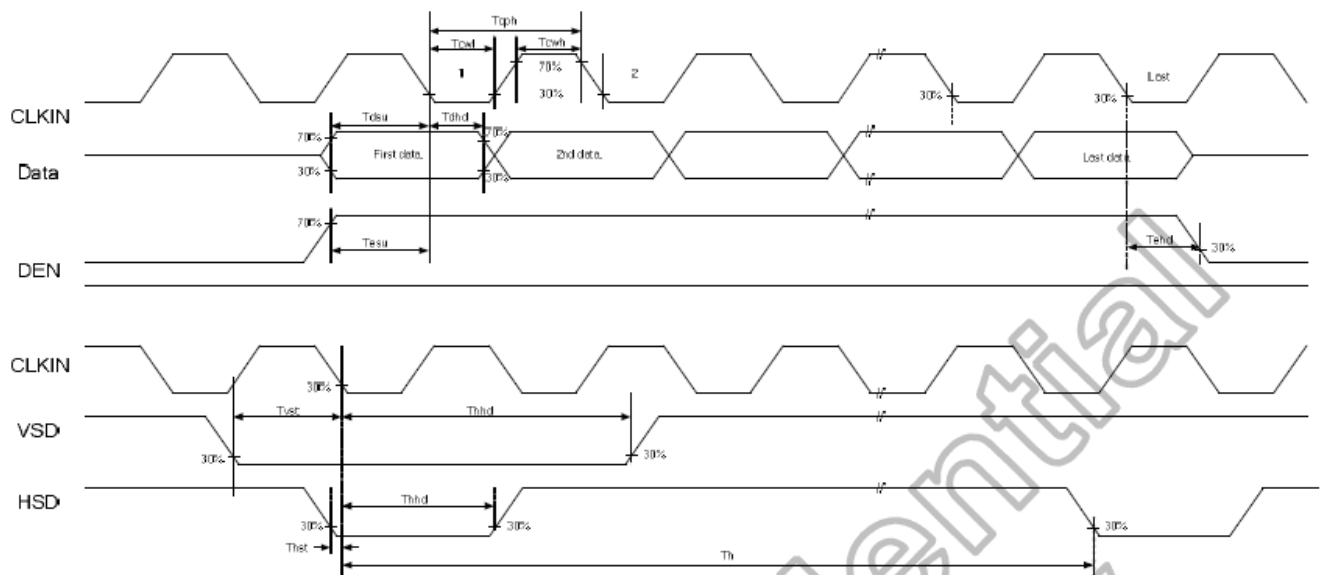 Tcph
Tcwl
Tcwh
1
70%
2
Last
30%
30%
30%
CLKIN
Tdsu
Tdhd
70%
70%
First data
2nd data
Last data
30%
30%
Data
70%
Tesu
Tehd
30%
DEN
CLKIN
30%
Tvst
Thhd
VSD
30%
30%
HSD
Thhd
30%
30%
30%
Thst
Th
ential